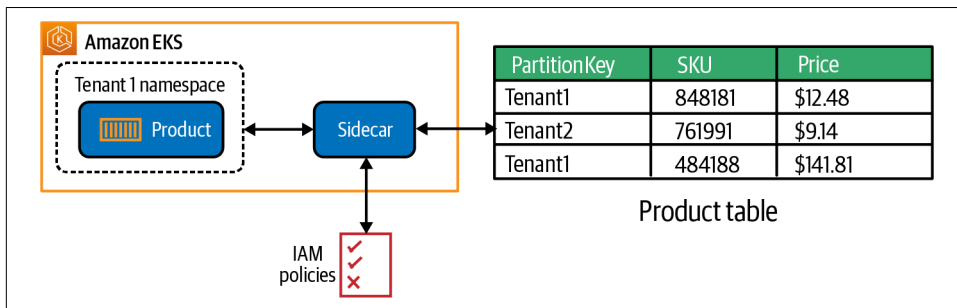 Amazon EKS
Tenant 1 namespace
Product
Sidecar
IAM
policies
PartitionKey SKU Price
Tenant1 848181 $12.48
Tenant2 761991 $9.14
Tenant1 484188 $141.81
Product table